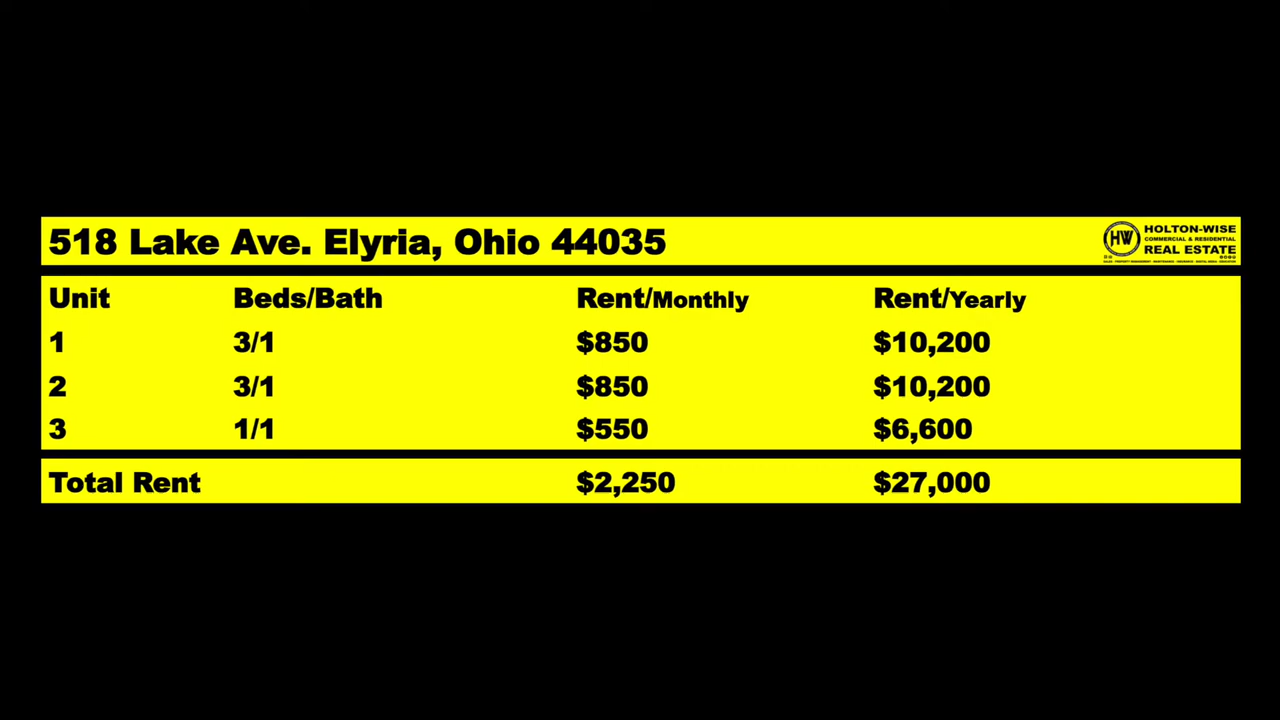 518 Lake Ave. Elyria, Ohio 44035
HW
HOLTON-WISE
COMMERCIAL & RESIDENTIAL
REAL ESTATE
Unit Beds/Bath Rent/Monthly Rent/Yearly
1 3/1 $850 $10,200
2 3/1 $850 $10,200
3 1/1 $550 $6,600
Total Rent $2,250 $27,000